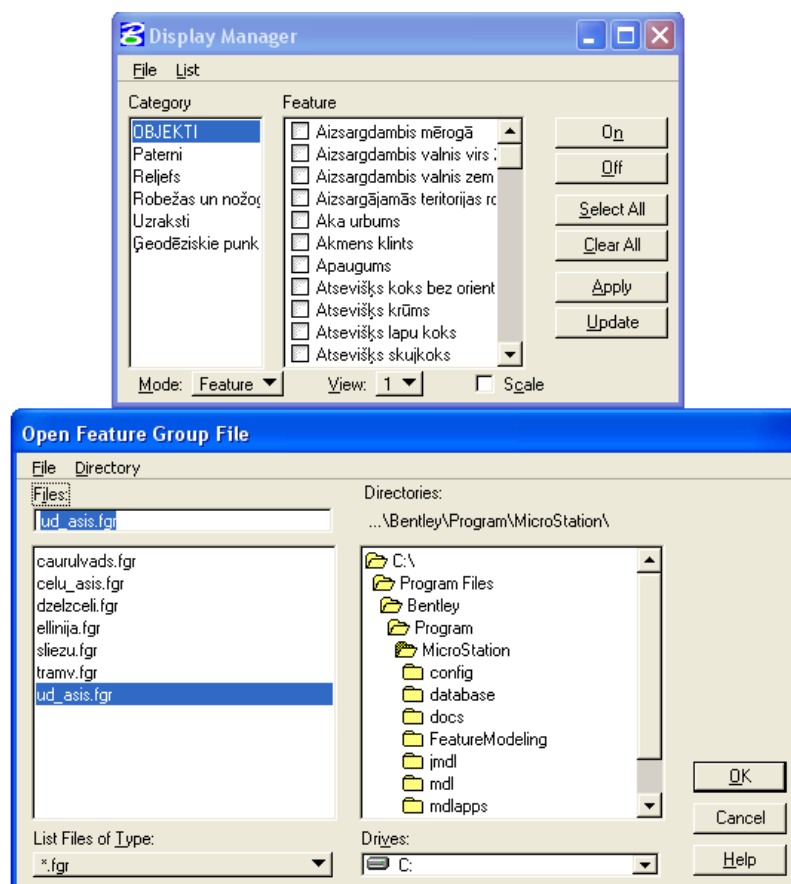 Display Manager
File List
Category
OBJEKTI
Paterni
Reljefs
Robežas un nožog
Uzraksti
Ģeodēziskie punk
Feature
Aizsargdambis mērogā
Aizsargdambis valnis virs
Aizsargdambis valnis zem
Aizsargājamās teritorijas ro
Aka urbums
Akmens klints
Apaugums
Atsevišķs koks bez orient
Atsevišķs krūms
Atsevišķs lapu koks
Atsevišķs skujkoks
On
Off
Select All
Clear All
Apply
Update
Mode: Feature View: 1 Scale
Open Feature Group File
File Directory
Files:
ud_asis.fgr
caurulvads.fgr
celu_asis.fgr
dzelzceli.fgr
ellinija.fgr
sliezu.fgr
tramv.fgr
ud_asis.fgr
List Files of Type:
*.fgr
Directories:
...\Bentley\Program\MicroStation\
C:\
Program Files
Bentley
Program
MicroStation
config
database
docs
FeatureModeling
jmdl
mdl
mdlapps
Drives:
C:
OK
Cancel
Help